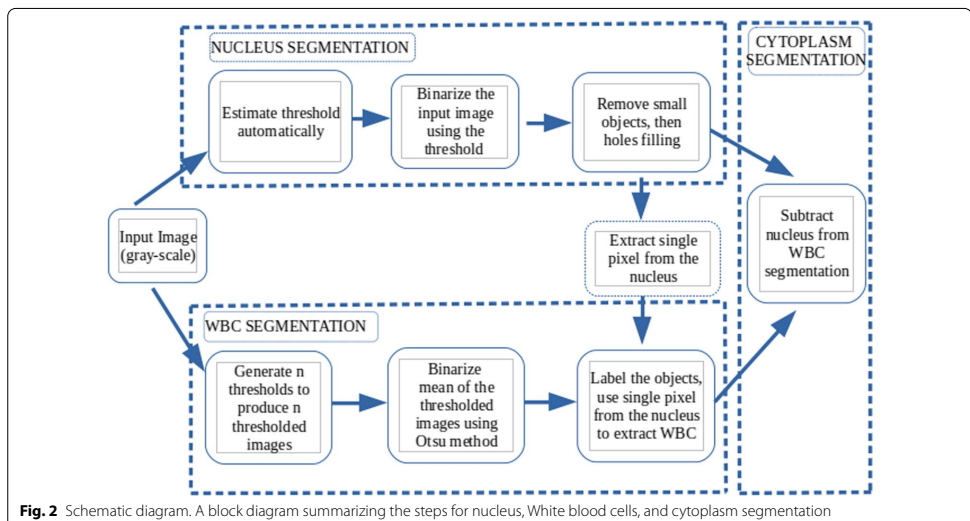 NUCLEUS SEGMENTATION
Estimate threshold
automatically
Binarize the
input image
using the
threshold
Remove small
objects, then
holes filling
CYTOPLASM
SEGMENTATION
Input Image
(gray-scale)
Extract single
pixel from the
nucleus
Subtract
nucleus from
WBC
segmentation
WBC SEGMENTATION
Generate n
thresholds to
produce n
thresholded
images
Binarize
mean of the
thresholded
images using
Otsu method
Label the objects,
use single pixel
from the nucleus
to extract WBC
Fig. 2 Schematic diagram. A block diagram summarizing the steps for nucleus, White blood cells, and cytoplasm segmentation